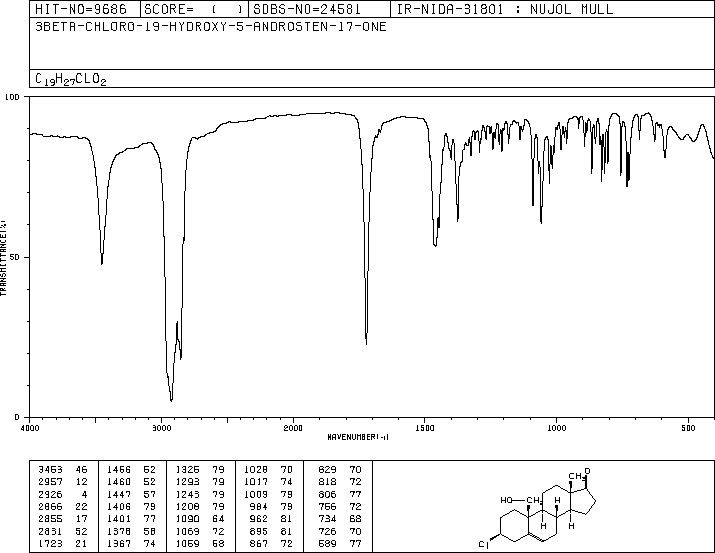 HIT-NO=9686 SCORE= ( ) SDBS-NO=24581 IR-NIDA-31801 : NUJOL MULL
3BETA-CHLORO-19-HYDROXY-5-ANDROSTEN-17-ONE
C19H27CLO2
100
50
0
TRANSMITTANCE(%)
4000 3000 2000 1500 1000 500
WAVENUMBER(-1)
3453 46 1466 52 1326 79 1028 70 829 70
2957 12 1460 52 1293 79 1017 74 818 72
2926 4 1447 57 1243 79 1009 79 806 77
2866 22 1406 79 1208 79 984 79 756 72
2855 17 1401 77 1090 64 962 81 734 68
2831 52 1378 58 1069 72 895 81 726 70
1723 21 1367 74 1059 58 867 72 589 77
O
CH3
HO-CH2
H
H H
Cl